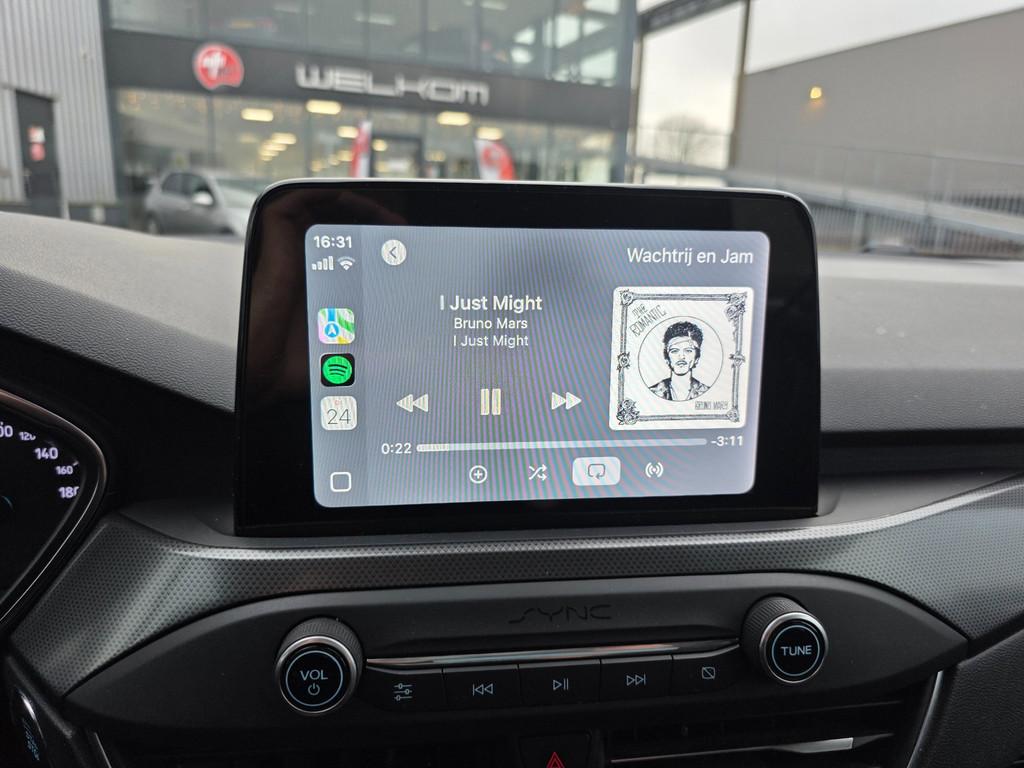 WELKOM
16:31
Wachtrij en Jam
I Just Might
Bruno Mars
I Just Might
THE ROMANTIC
BRUNO MARS
24
0:22
-3:11
120
140
160
180
SYNC
VOL
TUNE